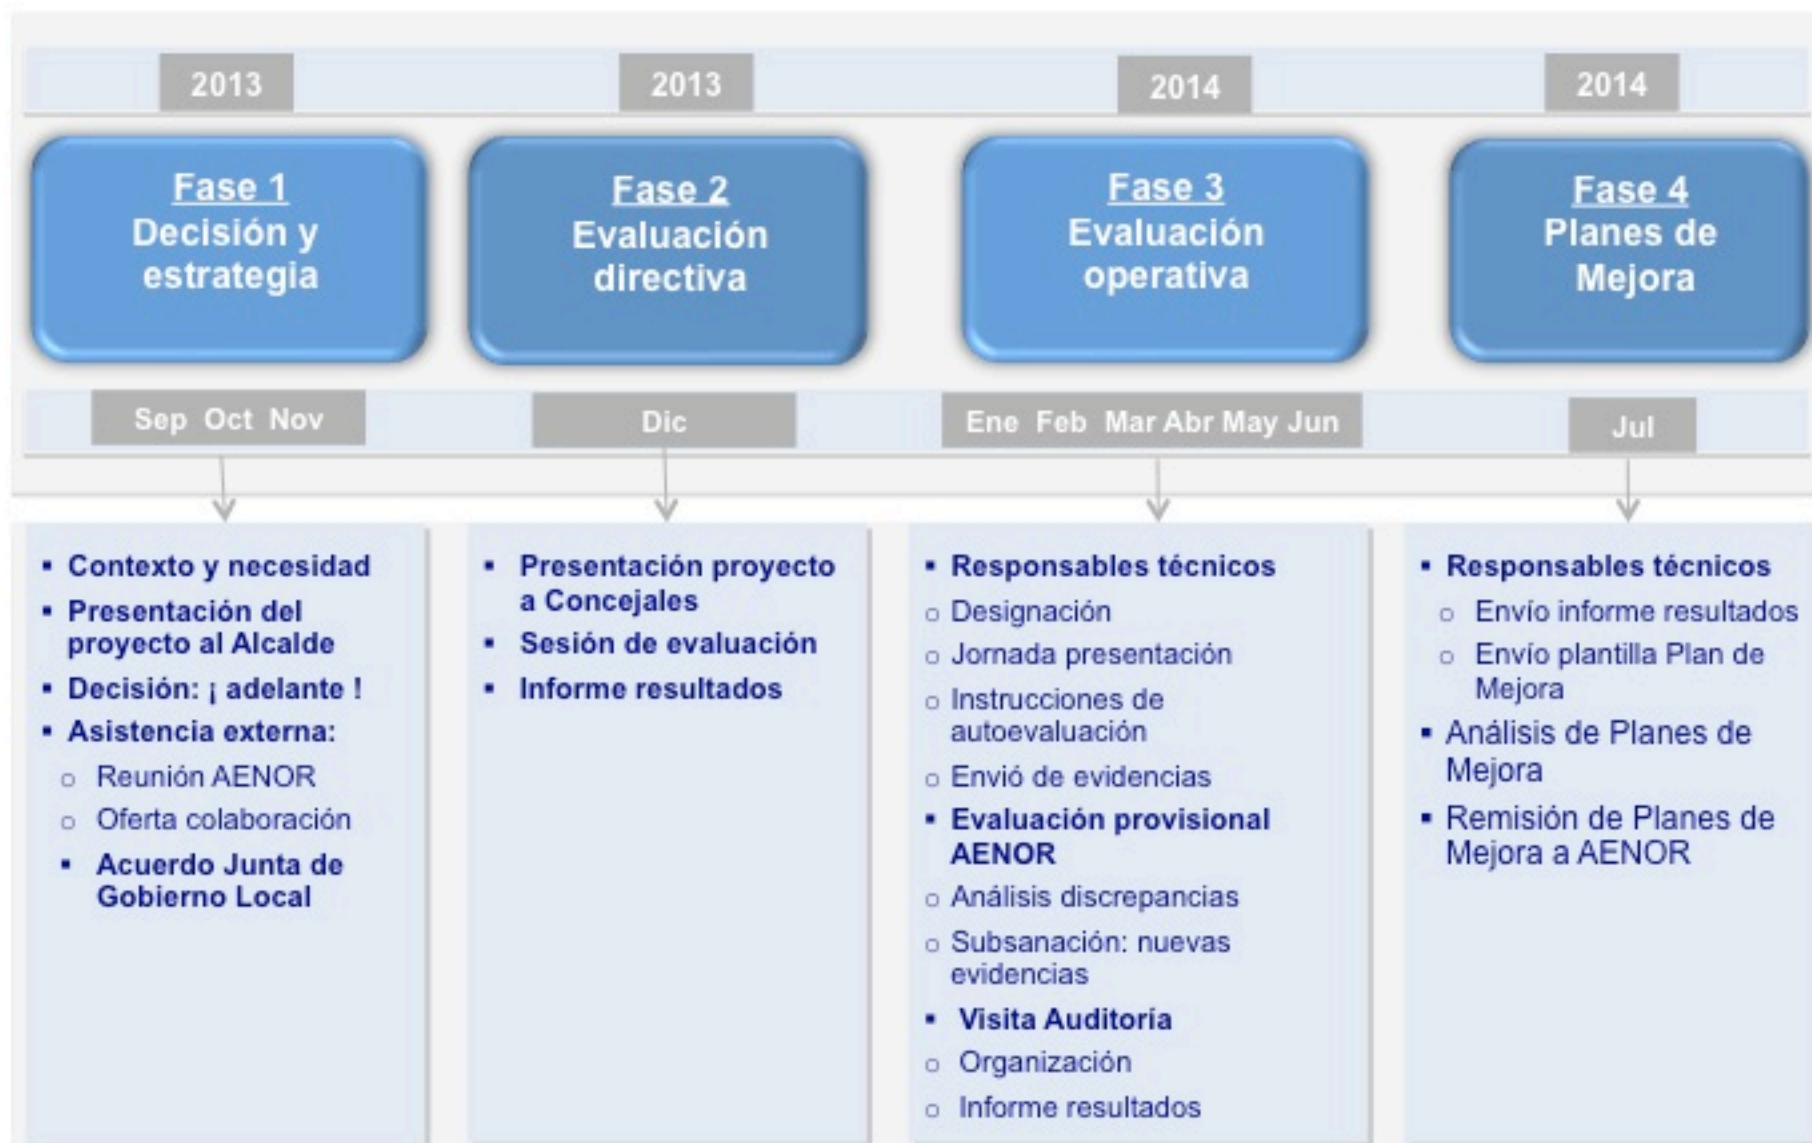 2013
2013
2014
2014
Fase 1
Decisión y
estrategia
Fase 2
Evaluación
directiva
Fase 3
Evaluación
operativa
Fase 4
Planes de
Mejora
Sep Oct Nov
Dic
Ene Feb Mar Abr May Jun
Jul
▪ Contexto y necesidad
▪ Presentación del
proyecto al Alcalde
▪ Decisión: ¡ adelante !
▪ Asistencia externa:
o Reunión AENOR
o Oferta colaboración
▪ Acuerdo Junta de
Gobierno Local
▪ Presentación proyecto
a Concejales
▪ Sesión de evaluación
▪ Informe resultados
▪ Responsables técnicos
o Designación
o Jornada presentación
o Instrucciones de
autoevaluación
o Envió de evidencias
▪ Evaluación provisional
AENOR
o Análisis discrepancias
o Subsanación: nuevas
evidencias
▪ Visita Auditoría
o Organización
o Informe resultados
▪ Responsables técnicos
o Envío informe resultados
o Envío plantilla Plan de
Mejora
▪ Análisis de Planes de
Mejora
▪ Remisión de Planes de
Mejora a AENOR